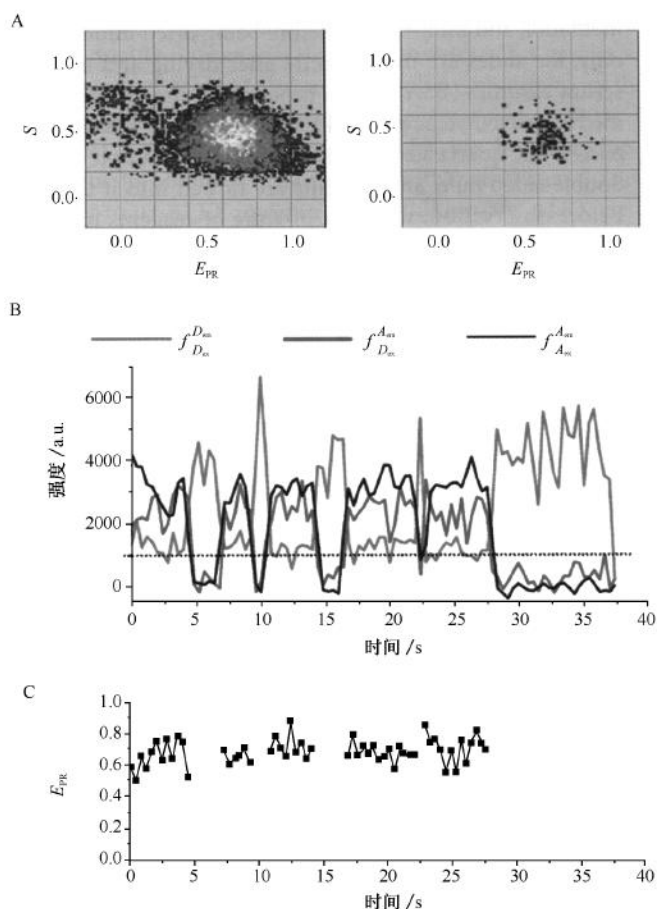 A
S
1.0
0.5
0.0
0.0 0.5 1.0
E_PR
S
1.0
0.5
0.0
0.0 0.5 1.0
E_PR
B
f_{D_ex}^{D_em} f_{D_ex}^{A_em} f_{A_ex}^{A_em}
强度 /a.u.
6000
4000
2000
0
0 5 10 15 20 25 30 35 40
时间 /s
C
E_PR
1.0
0.8
0.6
0.4
0.2
0.0
0 5 10 15 20 25 30 35 40
时间 /s